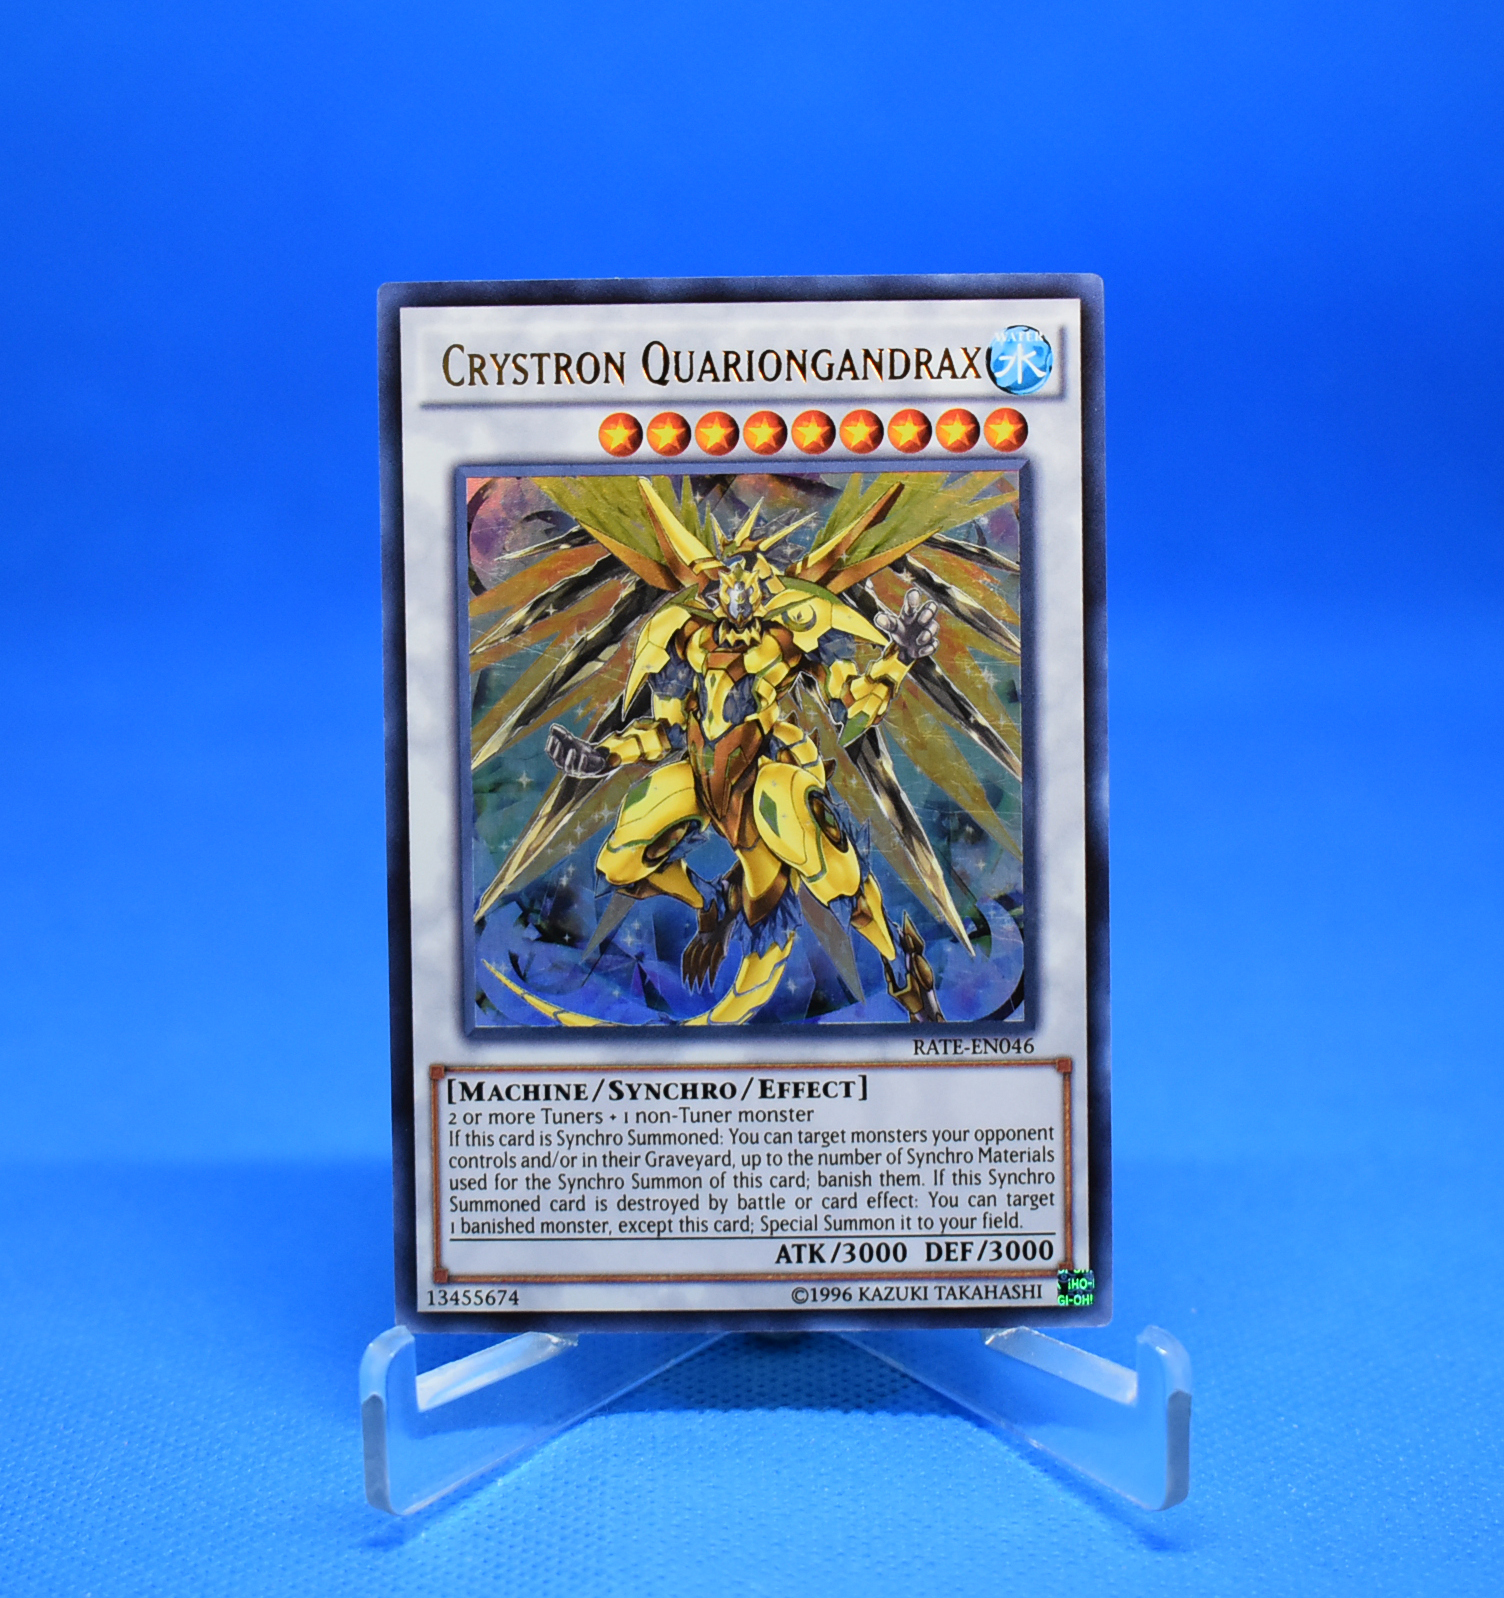 CRYSTRON QUARIONGANDRAX
WATER
水
RATE-EN046
[MACHINE/SYNCHRO/EFFECT]
2 or more Tuners + 1 non-Tuner monster
If this card is Synchro Summoned: You can target monsters your opponent
controls and/or in their Graveyard, up to the number of Synchro Materials
used for the Synchro Summon of this card; banish them. If this Synchro
Summoned card is destroyed by battle or card effect: You can target
1 banished monster, except this card; Special Summon it to your field.
ATK/3000 DEF/3000
13455674
©1996 KAZUKI TAKAHASHI
GI-OH!